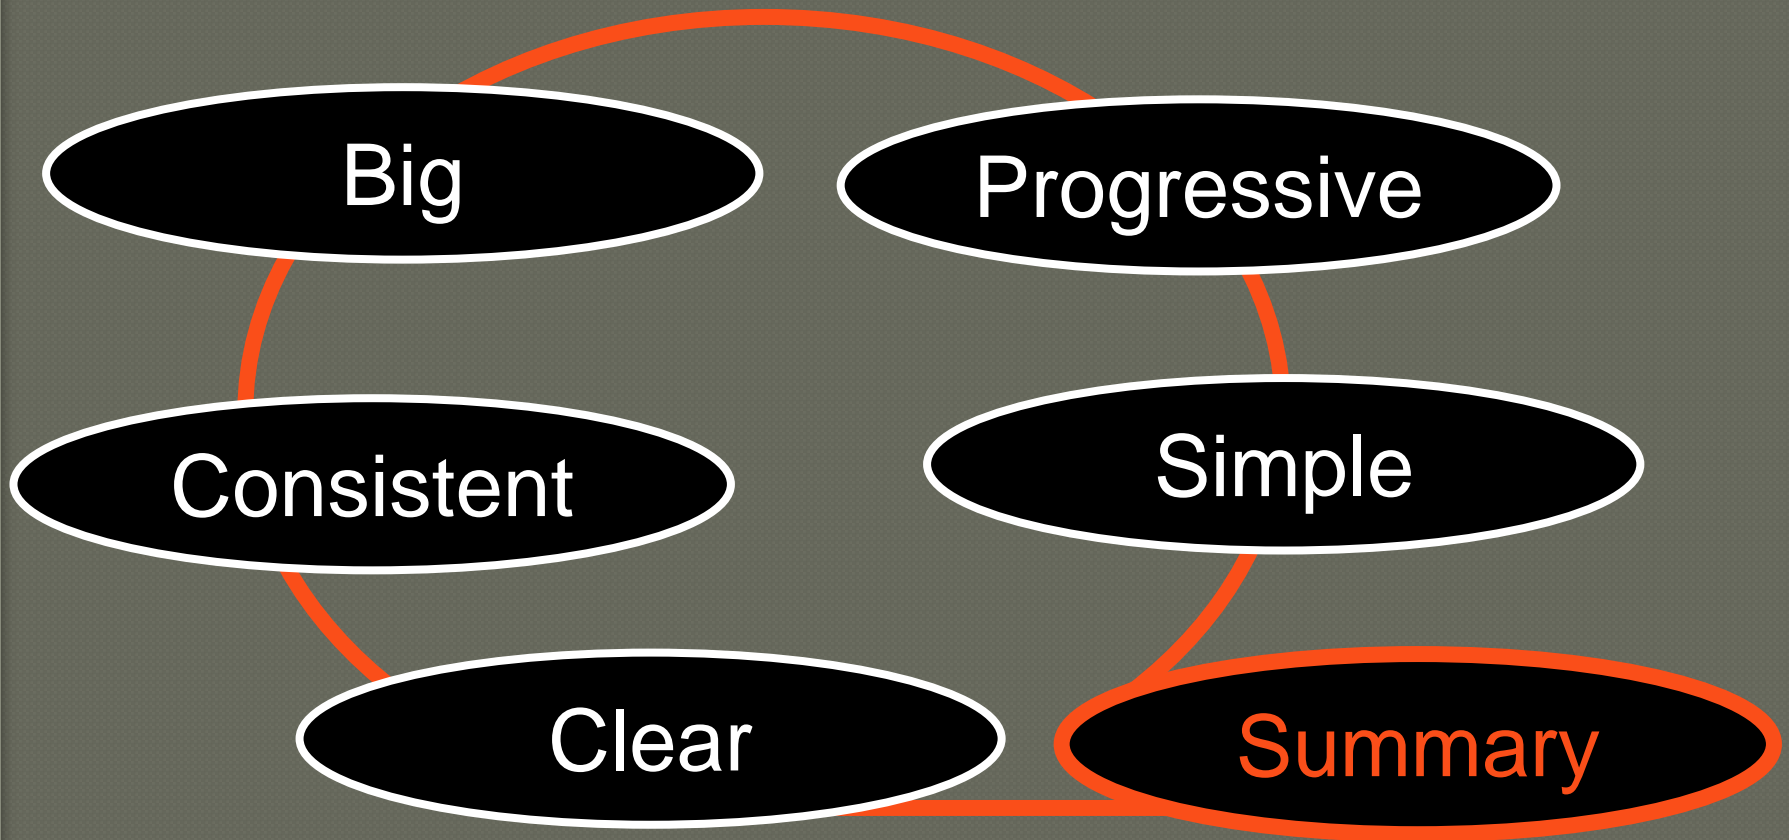 Big
Progressive
Consistent
Simple
Clear
Summary